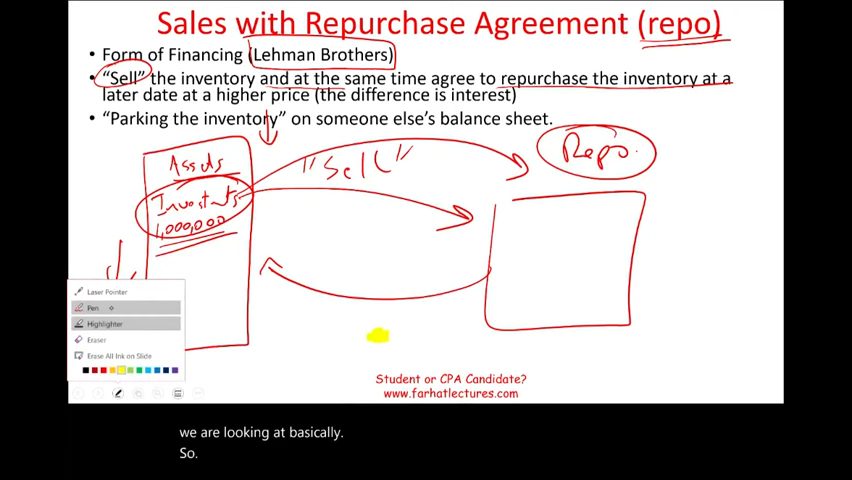 Sales with Repurchase Agreement (repo)
• Form of Financing (Lehman Brothers)
• “Sell” the inventory and at the same time agree to repurchase the inventory at a
later date at a higher price (the difference is interest)
• “Parking the inventory” on someone else’s balance sheet.
Assets
"Sell"
Repo
1,000,000
Laser Pointer
Pen
Highlighter
Eraser
Erase All Ink on Slide
Student or CPA Candidate?
www.farhatlectures.com
we are looking at basically.
So.